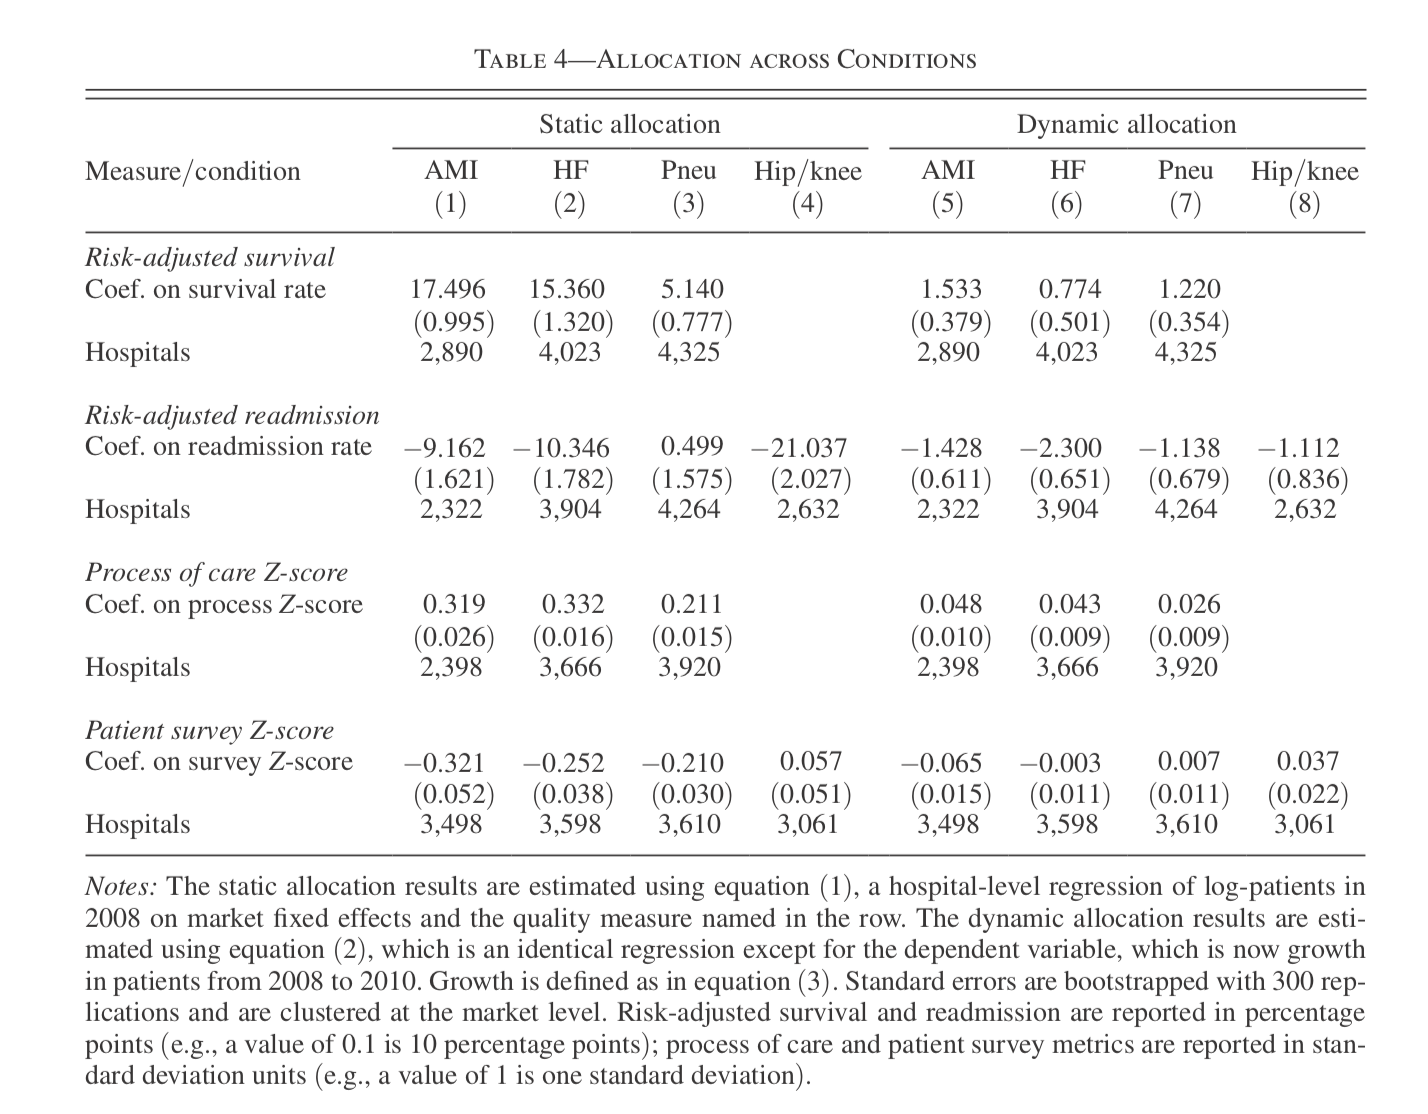 TABLE 4—ALLOCATION ACROSS CONDITIONS
Static allocation Dynamic allocation
Measure/condition AMI HF Pneu Hip/knee AMI HF Pneu Hip/knee
(1) (2) (3) (4) (5) (6) (7) (8)
Risk-adjusted survival
Coef. on survival rate 17.496 15.360 5.140 1.533 0.774 1.220
(0.995) (1.320) (0.777) (0.379) (0.501) (0.354)
Hospitals 2,890 4,023 4,325 2,890 4,023 4,325
Risk-adjusted readmission
Coef. on readmission rate −9.162 −10.346 0.499 −21.037 −1.428 −2.300 −1.138 −1.112
(1.621) (1.782) (1.575) (2.027) (0.611) (0.651) (0.679) (0.836)
Hospitals 2,322 3,904 4,264 2,632 2,322 3,904 4,264 2,632
Process of care Z-score
Coef. on process Z-score 0.319 0.332 0.211 0.048 0.043 0.026
(0.026) (0.016) (0.015) (0.010) (0.009) (0.009)
Hospitals 2,398 3,666 3,920 2,398 3,666 3,920
Patient survey Z-score
Coef. on survey Z-score −0.321 −0.252 −0.210 0.057 −0.065 −0.003 0.007 0.037
(0.052) (0.038) (0.030) (0.051) (0.015) (0.011) (0.011) (0.022)
Hospitals 3,498 3,598 3,610 3,061 3,498 3,598 3,610 3,061
Notes: The static allocation results are estimated using equation (1), a hospital-level regression of log-patients in
2008 on market fixed effects and the quality measure named in the row. The dynamic allocation results are esti-
mated using equation (2), which is an identical regression except for the dependent variable, which is now growth
in patients from 2008 to 2010. Growth is defined as in equation (3). Standard errors are bootstrapped with 300 rep-
lications and are clustered at the market level. Risk-adjusted survival and readmission are reported in percentage
points (e.g., a value of 0.1 is 10 percentage points); process of care and patient survey metrics are reported in stan-
dard deviation units (e.g., a value of 1 is one standard deviation).